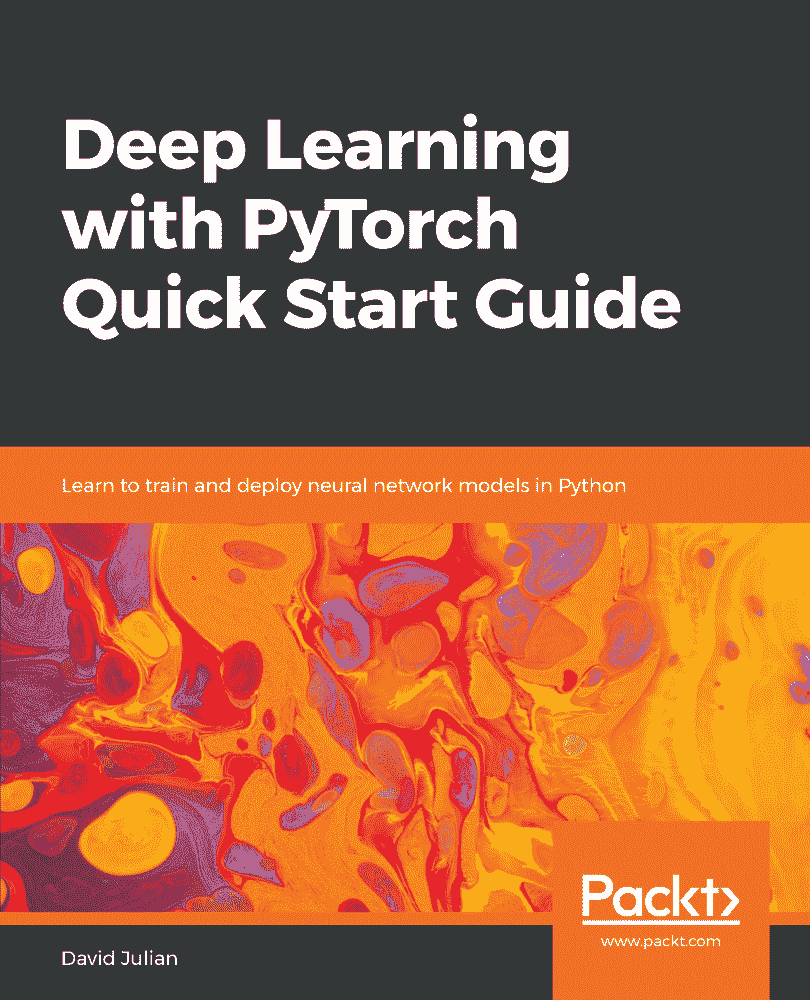 Deep Learning
with PyTorch
Quick Start Guide
Learn to train and deploy neural network models in Python
Packt>
www.packt.com
David Julian